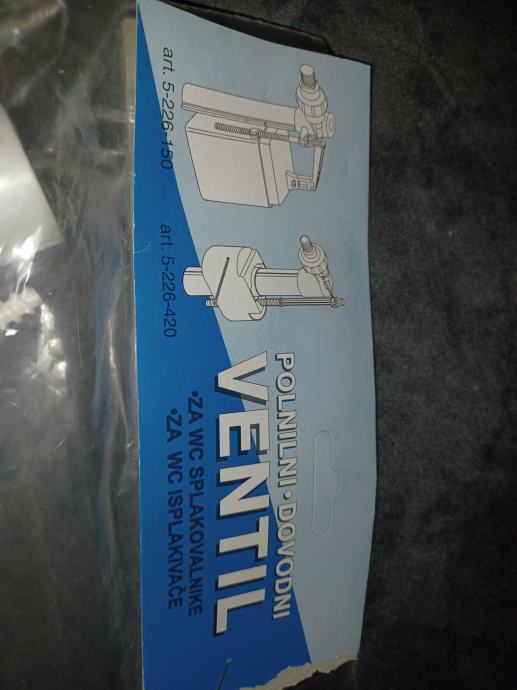 art. 5-226-150
art. 5-226-420
POLNILNI • DOVODNI
VENTIL
•ZA WC SPLAKOVALNIKE
•ZA WC ISPLAKIVAČE